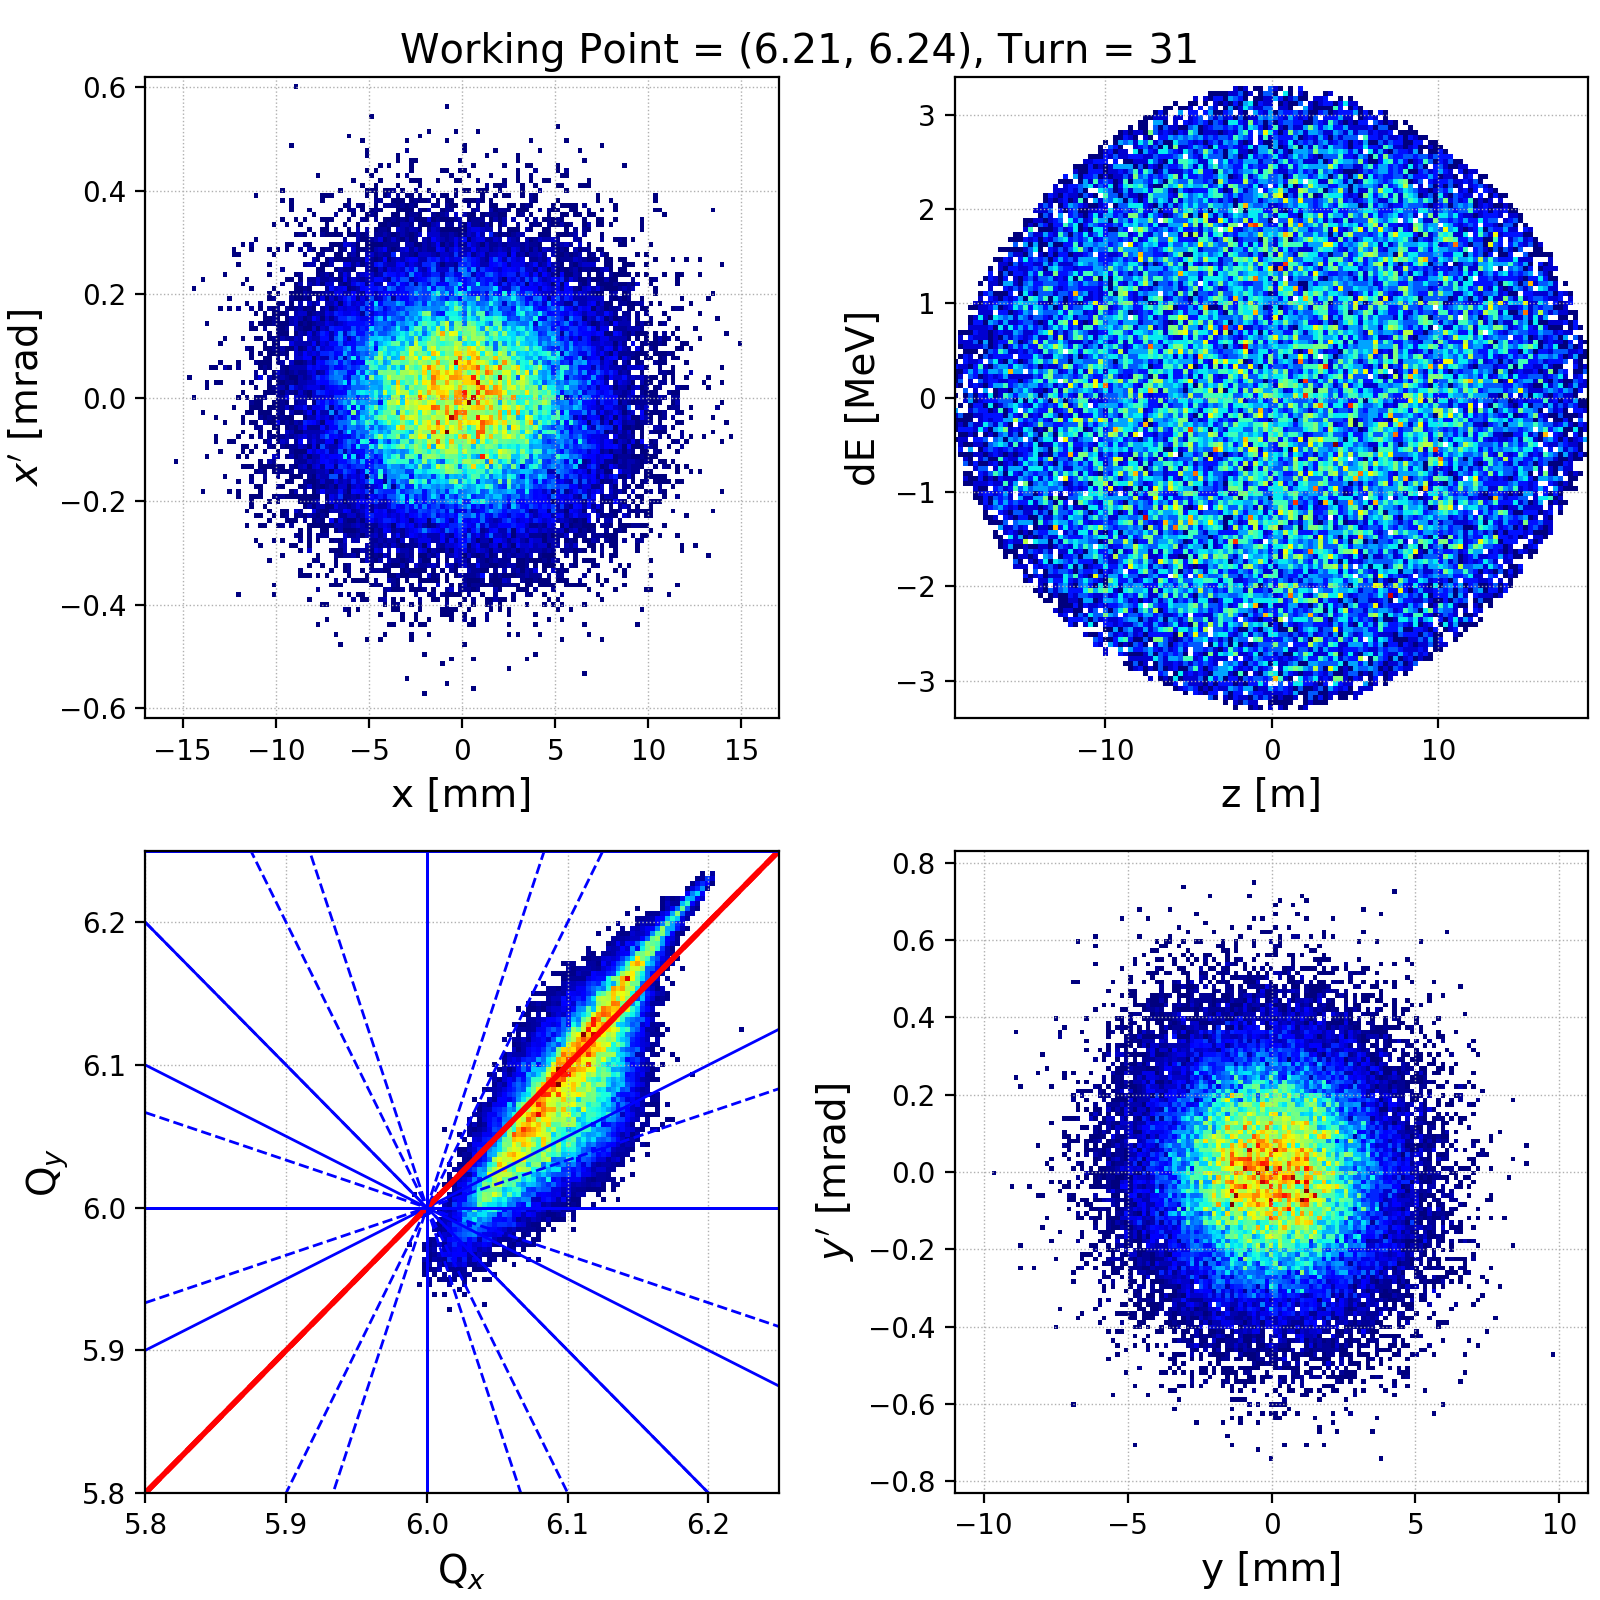 Working Point = (6.21, 6.24), Turn = 31
0.6
0.4
0.2
0.0
−0.2
−0.4
−0.6
x′ [mrad]
−15 −10 −5 0 5 10 15
x [mm]
3
2
1
0
−1
−2
−3
dE [MeV]
−10 0 10
z [m]
6.2
6.1
6.0
5.9
5.8
Qy
5.8 5.9 6.0 6.1 6.2
Qx
0.8
0.6
0.4
0.2
0.0
−0.2
−0.4
−0.6
−0.8
y′ [mrad]
−10 −5 0 5 10
y [mm]